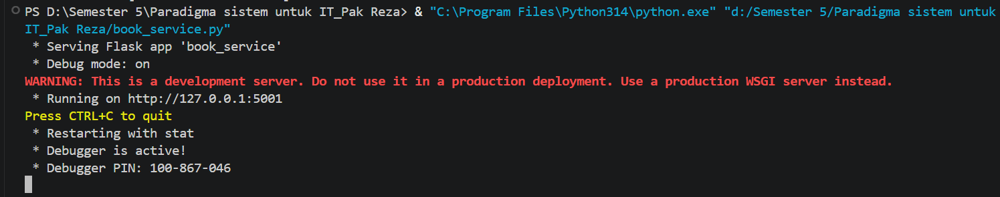 PS D:\Semester 5\Paradigma sistem untuk IT_Pak Reza> & "C:\Program Files\Python314\python.exe" "d:/Semester 5/Paradigma sistem untuk
IT_Pak Reza/book_service.py"
 * Serving Flask app 'book_service'
 * Debug mode: on
WARNING: This is a development server. Do not use it in a production deployment. Use a production WSGI server instead.
 * Running on http://127.0.0.1:5001
Press CTRL+C to quit
 * Restarting with stat
 * Debugger is active!
 * Debugger PIN: 100-867-046